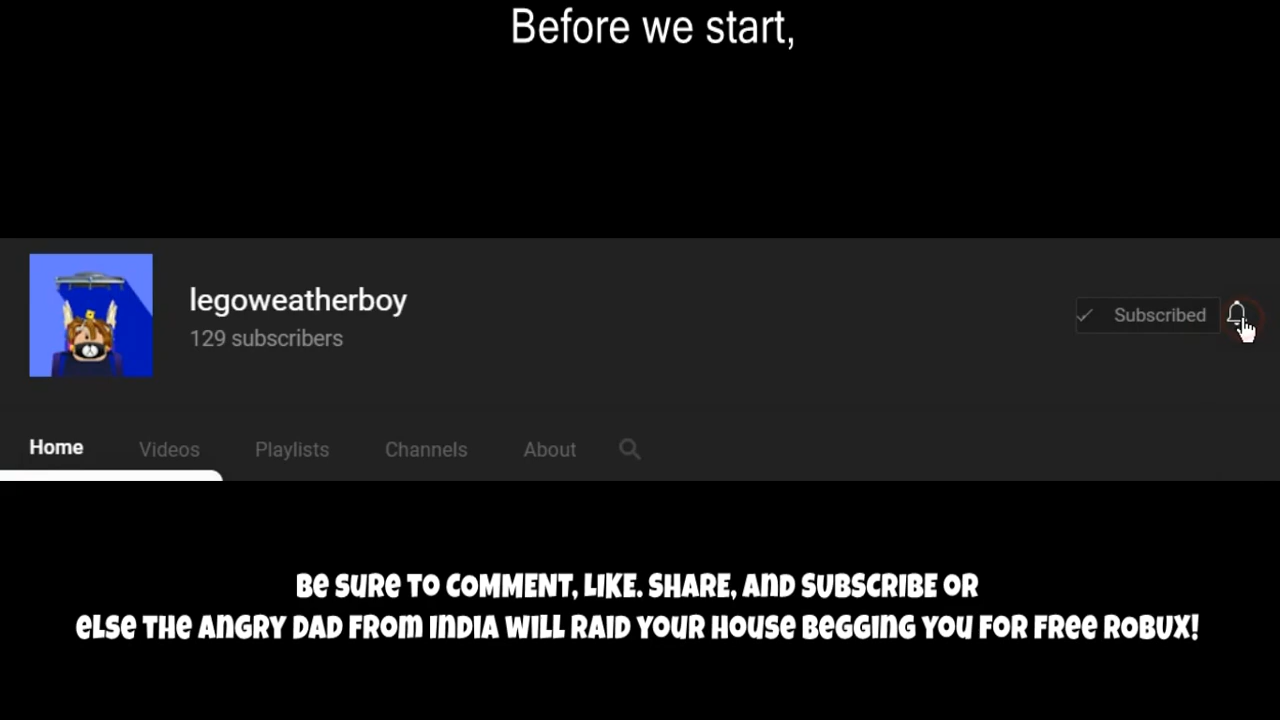 Before we start,
legoweatherboy
129 subscribers
Subscribed
Home Videos Playlists Channels About
Be sure to comment, like. share, and subscribe or
else the angry dad from india will raid your house begging you for free robux!